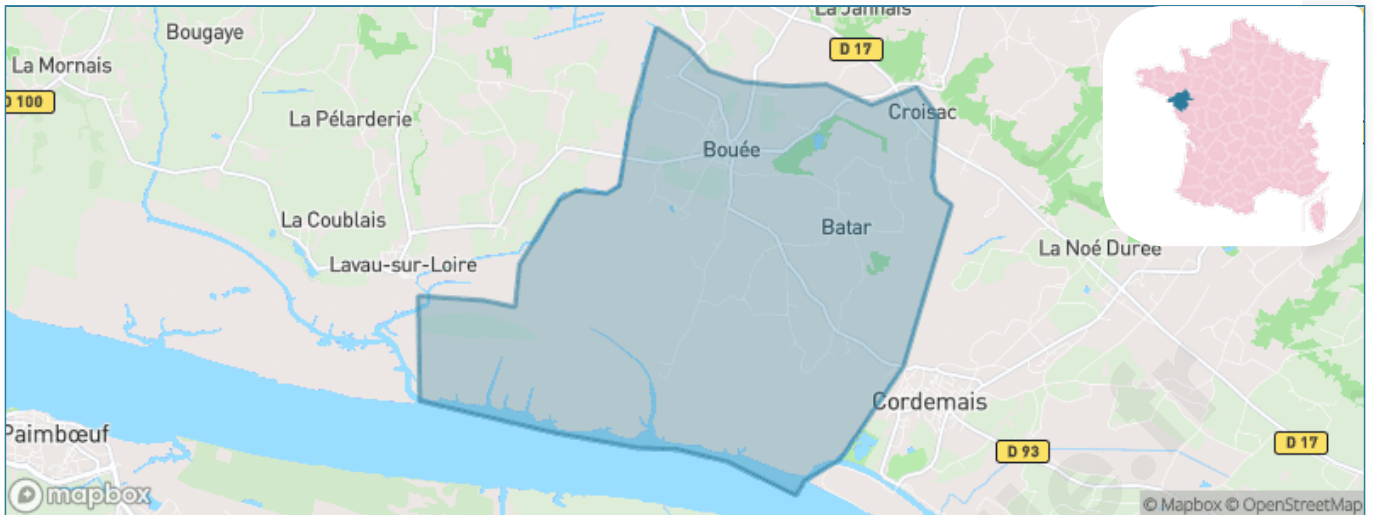 La Jannais
Bougaye
D 17
La Mornais
D 100
Croisac
La Pélarderie
Bouée
La Coublais
Batar
La Noé Durée
Lavau-sur-Loire
Cordemais
Paimbœuf
D 93
D 17
mapbox
© Mapbox © OpenStreetMap